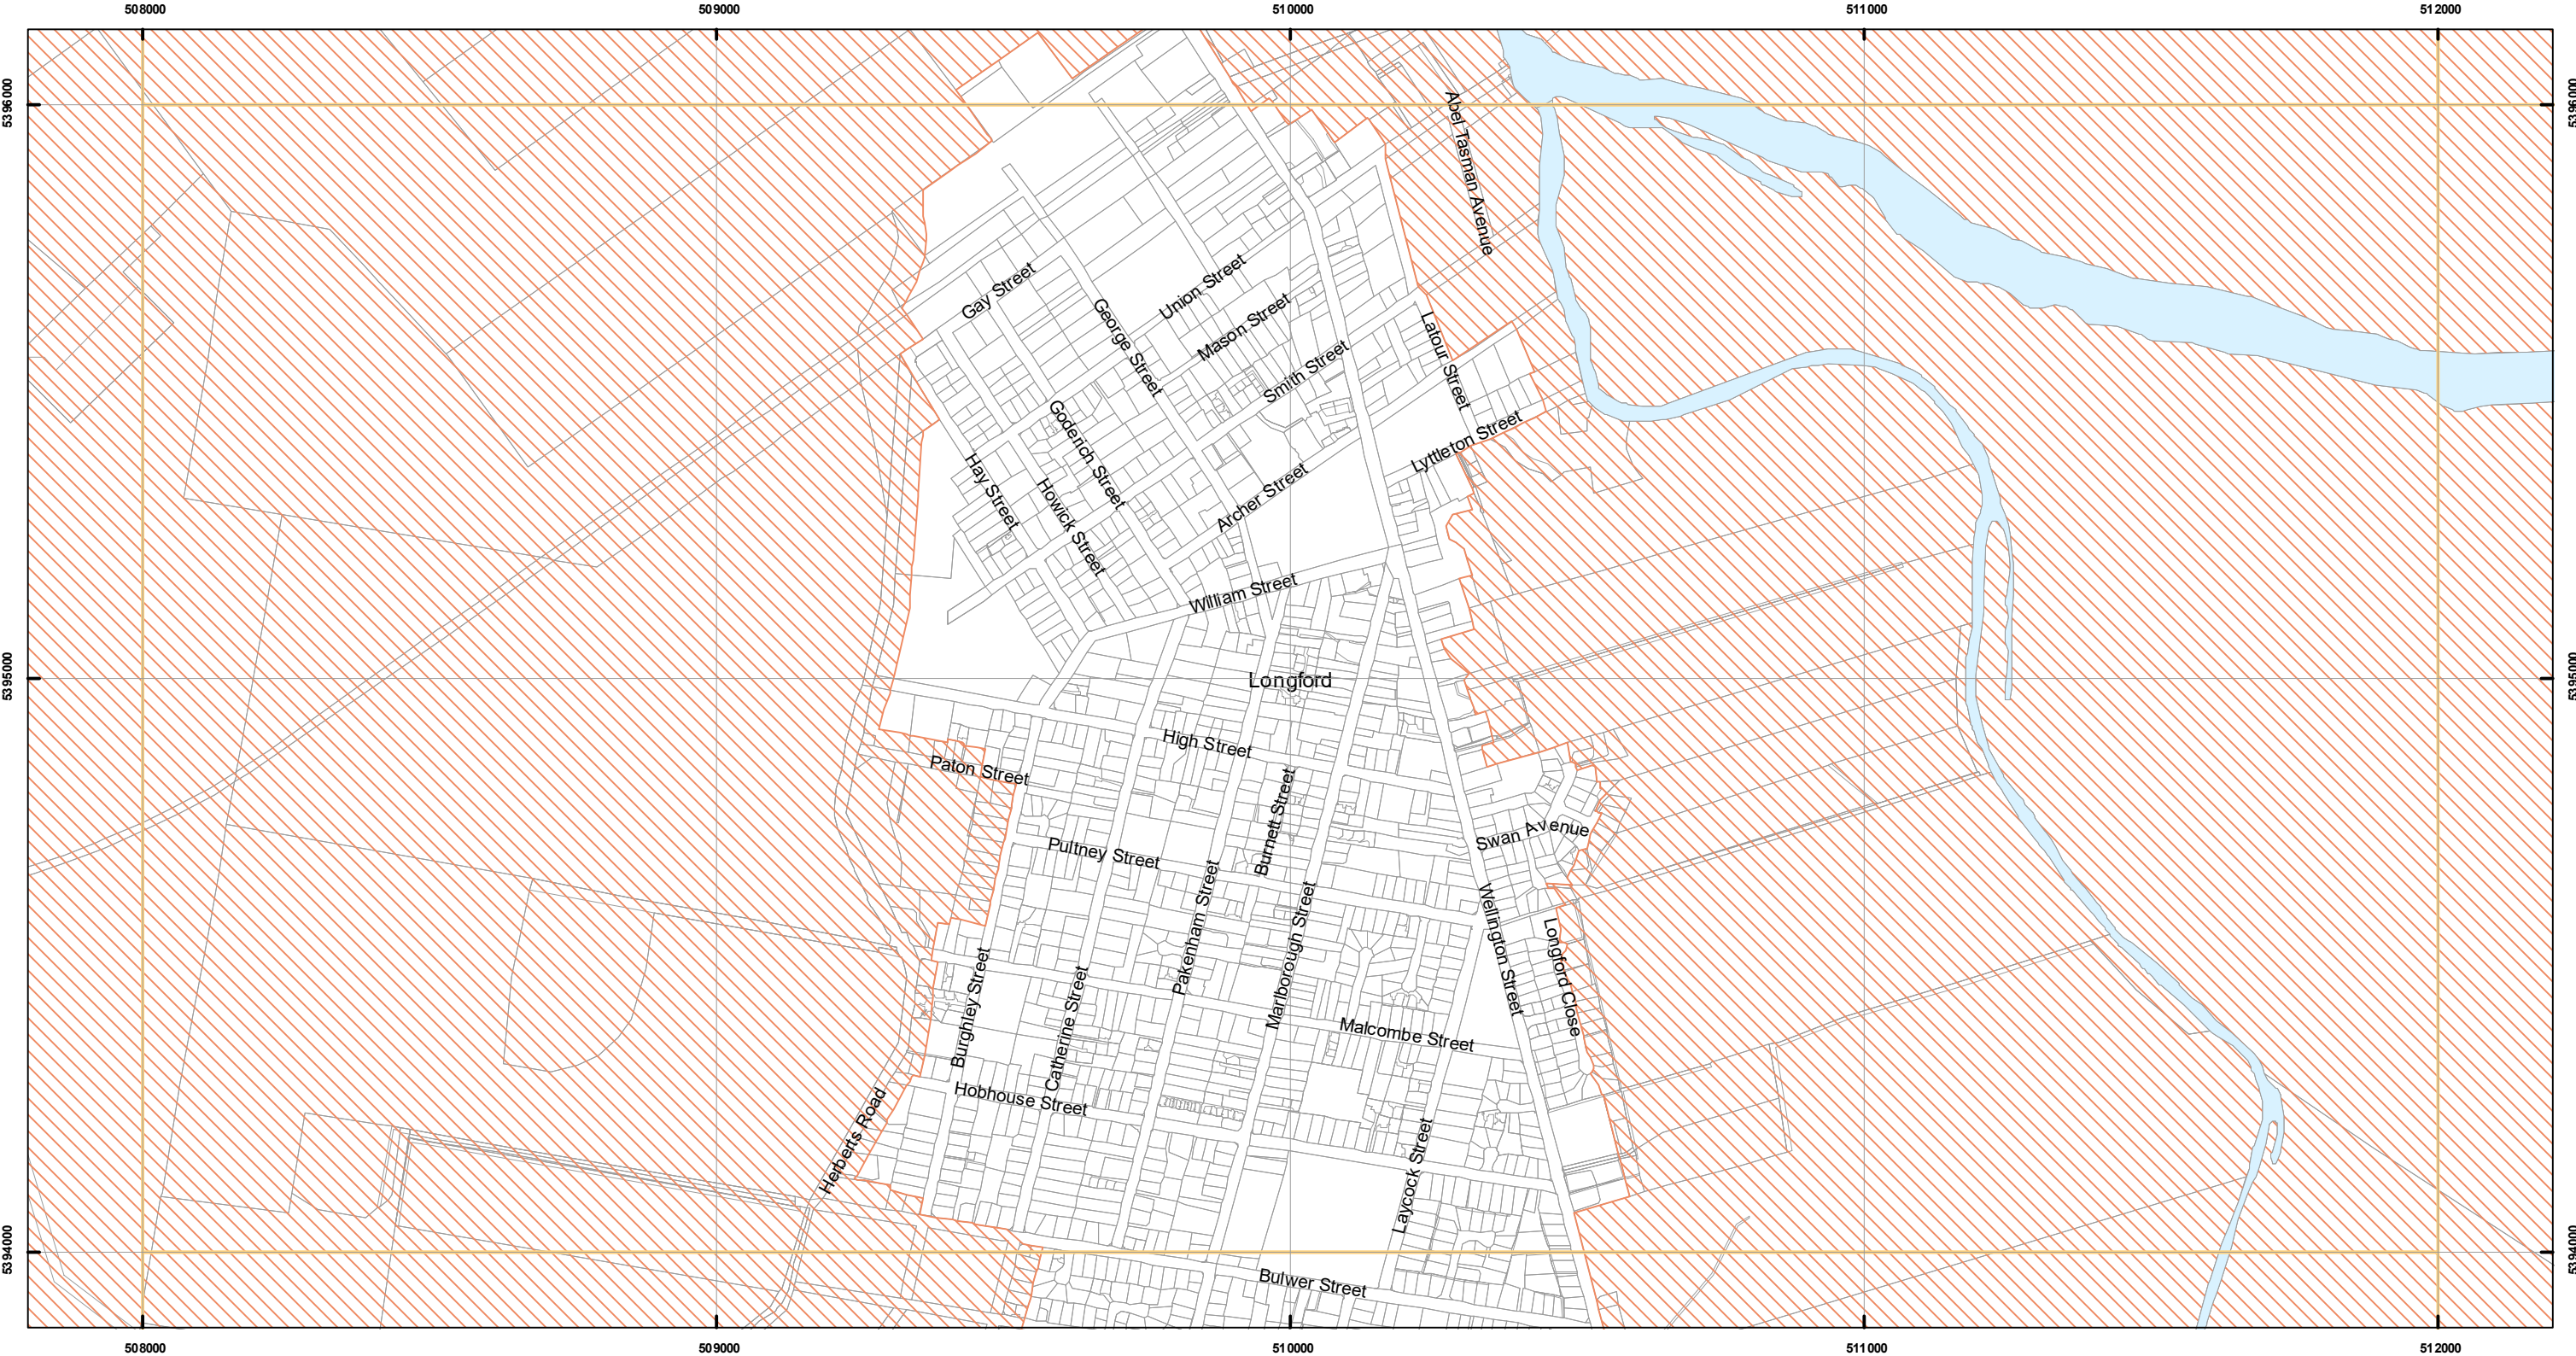 508000
509000
510000
511000
512000
5396000
5396000
Abel Tasman Avenue
Gay Street
Union Street
George Street
Mason Street
Latour Street
Smith Street
Goderich Street
Lyttleton Street
Hay Street
Howick Street
Archer Street
William Street
5395000
Longford
5395000
High Street
Paton Street
Burnett Street
Swan Avenue
Pultney Street
Pakenham Street
Marlborough Street
Wellington Street
Longford Close
Burghley Street
Catherine Street
Malcombe Street
Hobhouse Street
Herberts Road
Laycock Street
5394000
5394000
Bulwer Street
508000
509000
510000
511000
512000